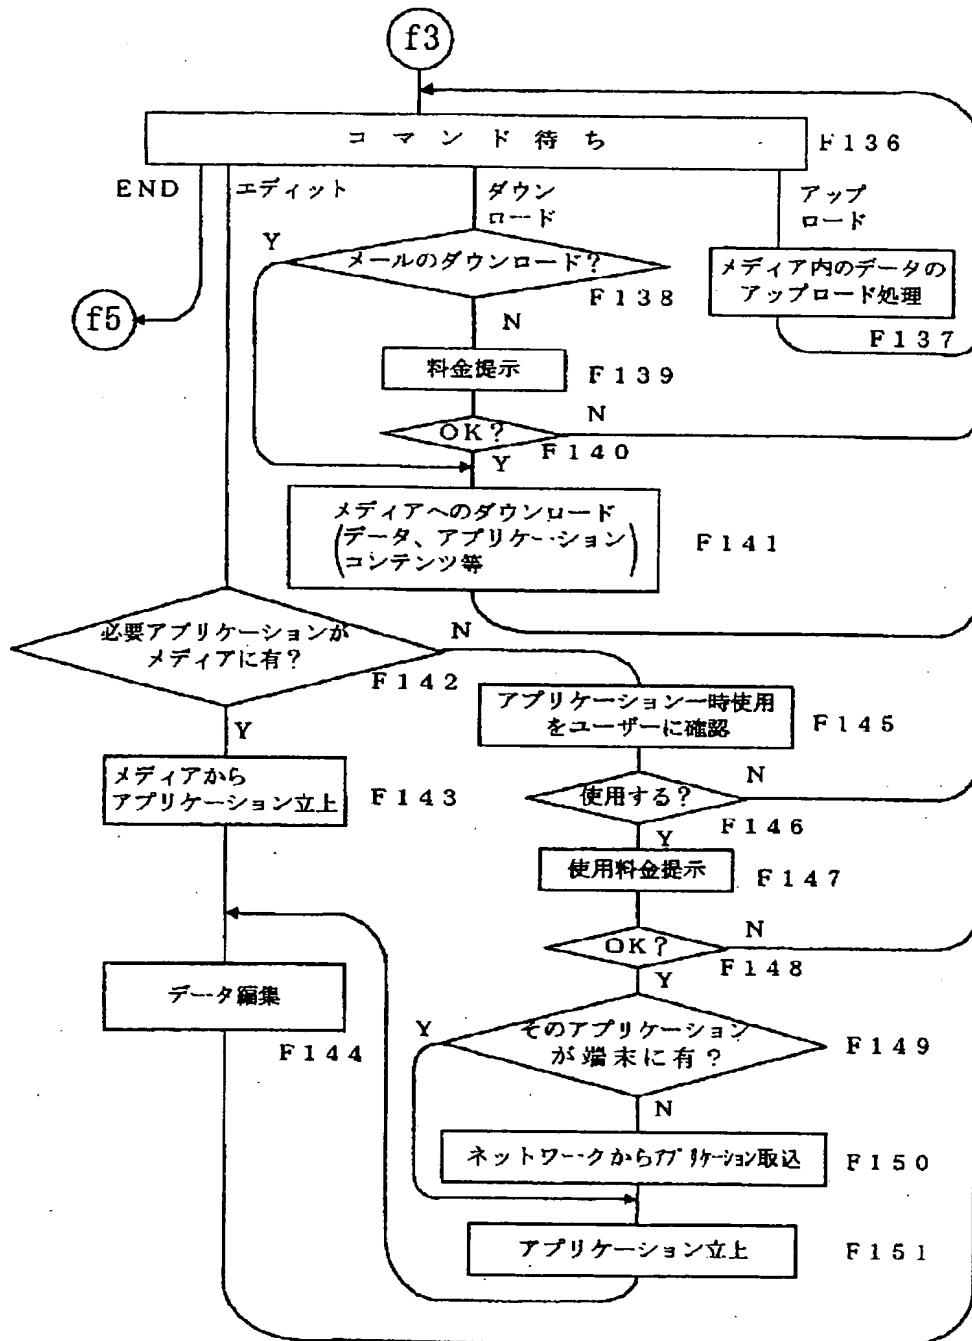 f3
コマンド待ち
F136
END
エディット
ダウン
ロード
アップ
ロード
Y
メールのダウンロード?
F138
メディア内のデータの
アップロード処理
F137
f5
N
料金提示
F139
OK?
N
F140
Y
メディアへのダウンロード
(データ、アプリケーション
コンテンツ等)
F141
必要アプリケーションが
メディアに有?
N
F142
Y
アプリケーション一時使用
をユーザーに確認
F145
メディアから
アプリケーション立上
F143
使用する?
N
F146
Y
使用料金提示
F147
OK?
N
F148
Y
データ編集
F144
Y
そのアプリケーション
が端末に有?
F149
N
ネットワークからアプリケーション取込
F150
アプリケーション立上
F151